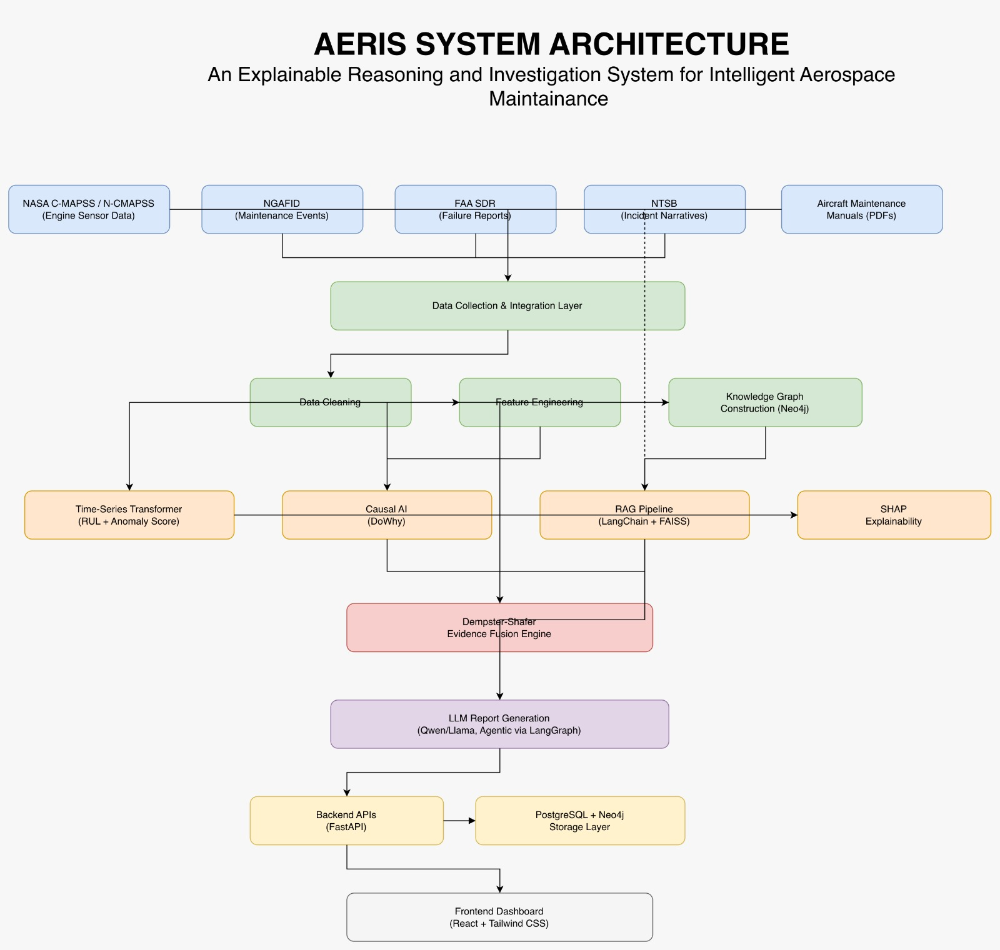 AERIS SYSTEM ARCHITECTURE
An Explainable Reasoning and Investigation System for Intelligent Aerospace
Maintainance
NASA C-MAPSS / N-CMAPSS
(Engine Sensor Data)
NGAFID
(Maintenance Events)
FAA SDR
(Failure Reports)
NTSB
(Incident Narratives)
Aircraft Maintenance
Manuals (PDFs)
Data Collection & Integration Layer
Data Cleaning
Feature Engineering
Knowledge Graph
Construction (Neo4j)
Time-Series Transformer
(RUL + Anomaly Score)
Causal AI
(DoWhy)
RAG Pipeline
(LangChain + FAISS)
SHAP
Explainability
Dempster-Shafer
Evidence Fusion Engine
LLM Report Generation
(Qwen/Llama, Agentic via LangGraph)
Backend APIs
(FastAPI)
PostgreSQL + Neo4j
Storage Layer
Frontend Dashboard
(React + Tailwind CSS)